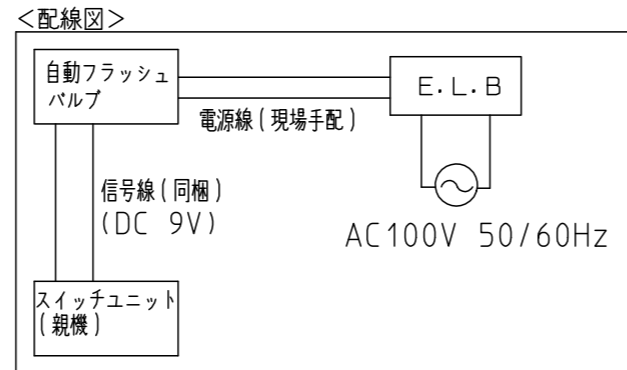 <配線図>
自動フラッシュ
バルブ
E.L.B
電源線(現場手配)
信号線(同梱)
(DC 9V)
AC100V 50/60Hz
スイッチユニット
(親機)